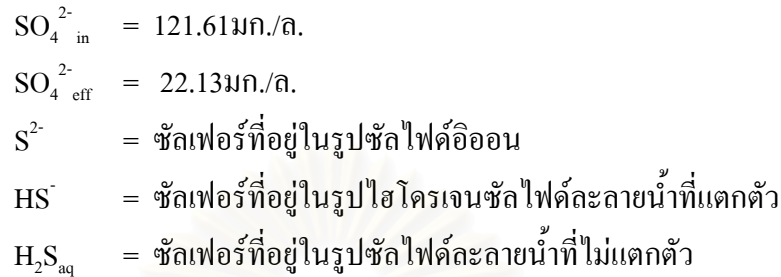 SO₄²⁻ᵢₙ = 121.61มก./ล.
SO₄²⁻eff = 22.13มก./ล.
S²⁻ = ซัลเฟอร์ที่อยู่ในรูปซัลไฟด์อิออน
HS⁻ = ซัลเฟอร์ที่อยู่ในรูปไฮโดรเจนซัลไฟด์ละลายน้ำที่แตกตัว
H₂Saq = ซัลเฟอร์ที่อยู่ในรูปซัลไฟด์ละลายน้ำที่ไม่แตกตัว